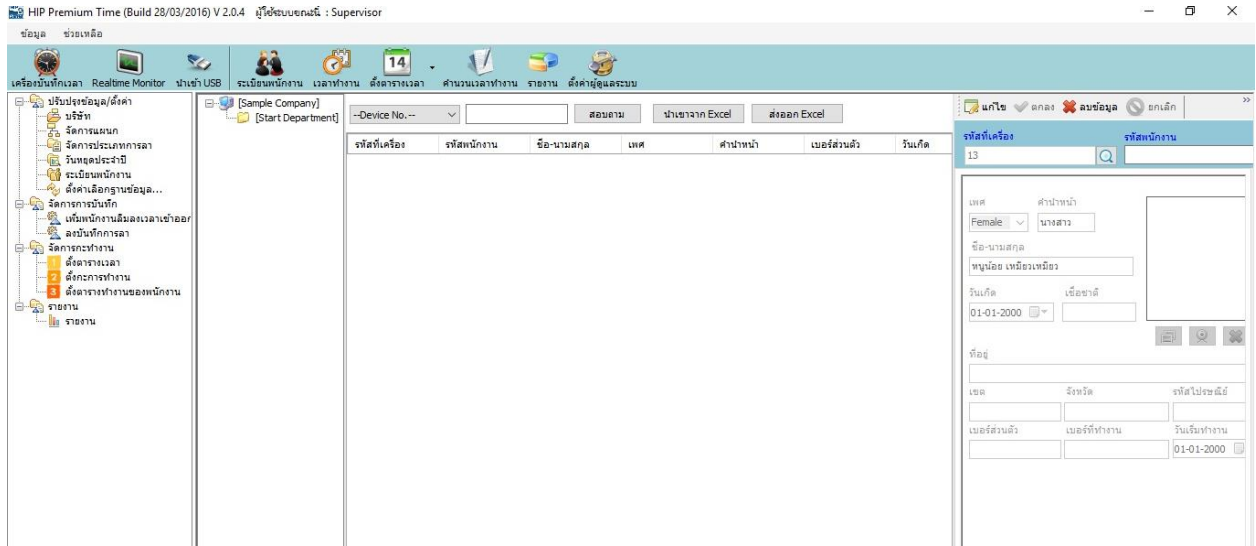 HIP Premium Time (Build 28/03/2016) V 2.0.4 ผู้ใช้ระบบขณะนี้ : Supervisor
ข้อมูล ช่วยเหลือ
14
เครื่องบันทึกเวลา Realtime Monitor นำเข้า USB ระเบียนพนักงาน เวลาทำงาน ตั้งตารางเวลา คำนวนเวลาทำงาน รายงาน ตั้งค่าผู้ดูแลระบบ
ปรับปรุงข้อมูล/ตั้งค่า
บริษัท
จัดการแผนก
จัดการประเภทการลา
วันหยุดประจำปี
ระเบียนพนักงาน
ตั้งค่าเลือกฐานข้อมูล...
จัดการการบันทึก
เพิ่มพนักงานลืมลงเวลาเข้าออก
ลงบันทึกการลา
จัดการกะทำงาน
1 ตั้งตารางเวลา
2 ตั้งกะการทำงาน
3 ตั้งตารางทำงานของพนักงาน
รายงาน
รายงาน
[Sample Company]
[Start Department]
--Device No.-- สอบถาม นำเขาจาก Excel ส่งออก Excel
รหัสที่เครื่อง รหัสพนักงาน ชื่อ-นามสกุล เพศ คำนำหน้า เบอร์ส่วนตัว วันเกิด
แก้ไข ตกลง ลบข้อมูล ยกเลิก »
รหัสที่เครื่อง รหัสพนักงาน
13
เพศ คำนำหน้า
Female นางสาว
ชื่อ-นามสกุล
หนูน้อย เหมียวเหมียว
วันเกิด เชื้อชาติ
01-01-2000
ที่อยู่
เขต จังหวัด รหัสไปรษณีย์
เบอร์ส่วนตัว เบอร์ที่ทำงาน วันเริ่มทำงาน
01-01-2000